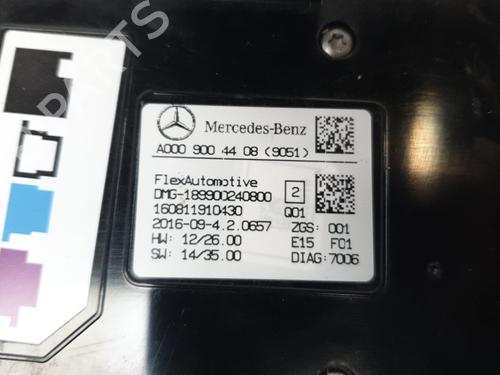 PARTS
Mercedes-Benz
A000 900 44 08 (9051)
FlexAutomotive 2
DMG-189900240800
160811910430 Q01
2016-09-4.2.0657 ZGS: 001
HW: 12/26.00 E15 F01
SW: 14/35.00 DIAG:7006